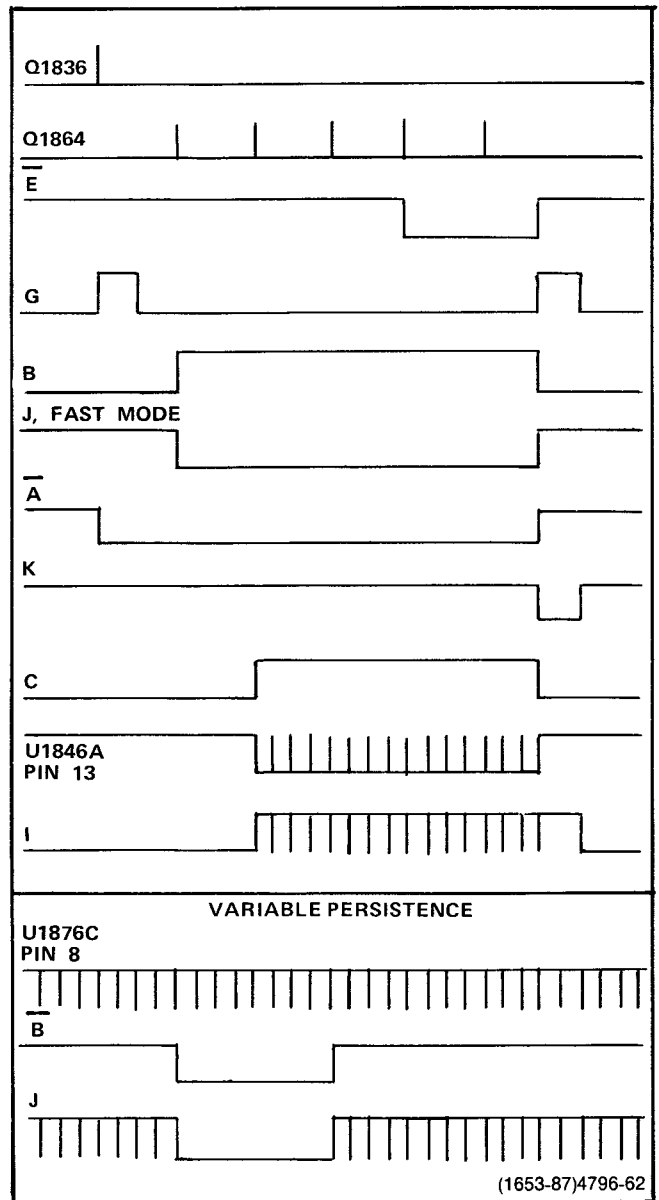 Q1836
Q1864
E̅
G
B
J, FAST MODE
A̅
K
C
U1846A
PIN 13
I
VARIABLE PERSISTENCE
U1876C
PIN 8
B̅
J
(1653-87)4796-62